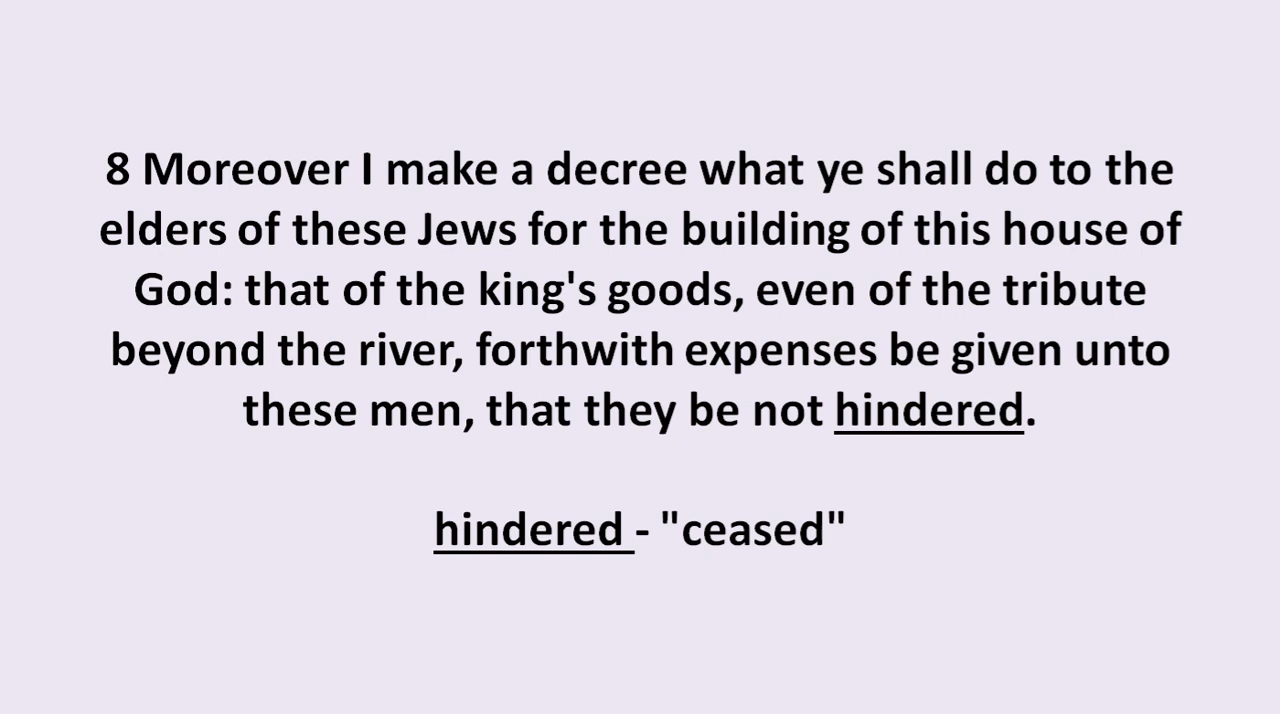 8 Moreover I make a decree what ye shall do to the
elders of these Jews for the building of this house of
God: that of the king's goods, even of the tribute
beyond the river, forthwith expenses be given unto
these men, that they be not hindered.
hindered - "ceased"